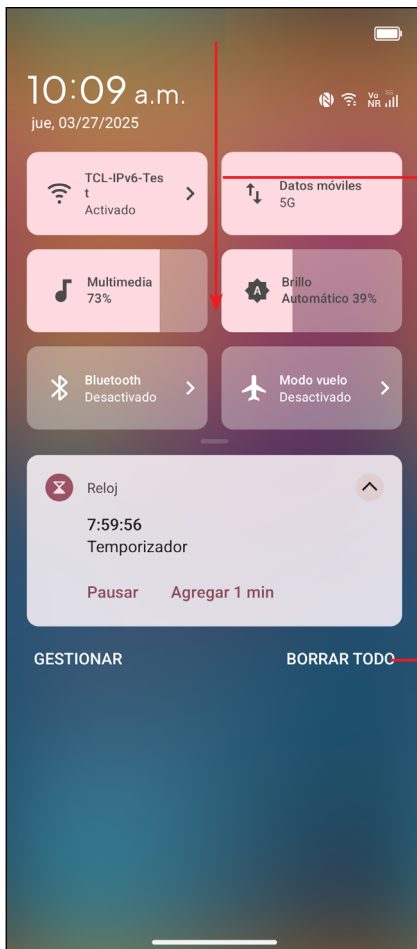 10:09 a.m.
Vo 5G
NR
jue, 03/27/2025
TCL-IPv6-Tes
t
Activado
Datos móviles
5G
Multimedia
73%
A
Brillo
Automático 39%
Bluetooth
Desactivado
Modo vuelo
Desactivado
Reloj
7:59:56
Temporizador
Pausar Agregar 1 min
GESTIONAR BORRAR TODO